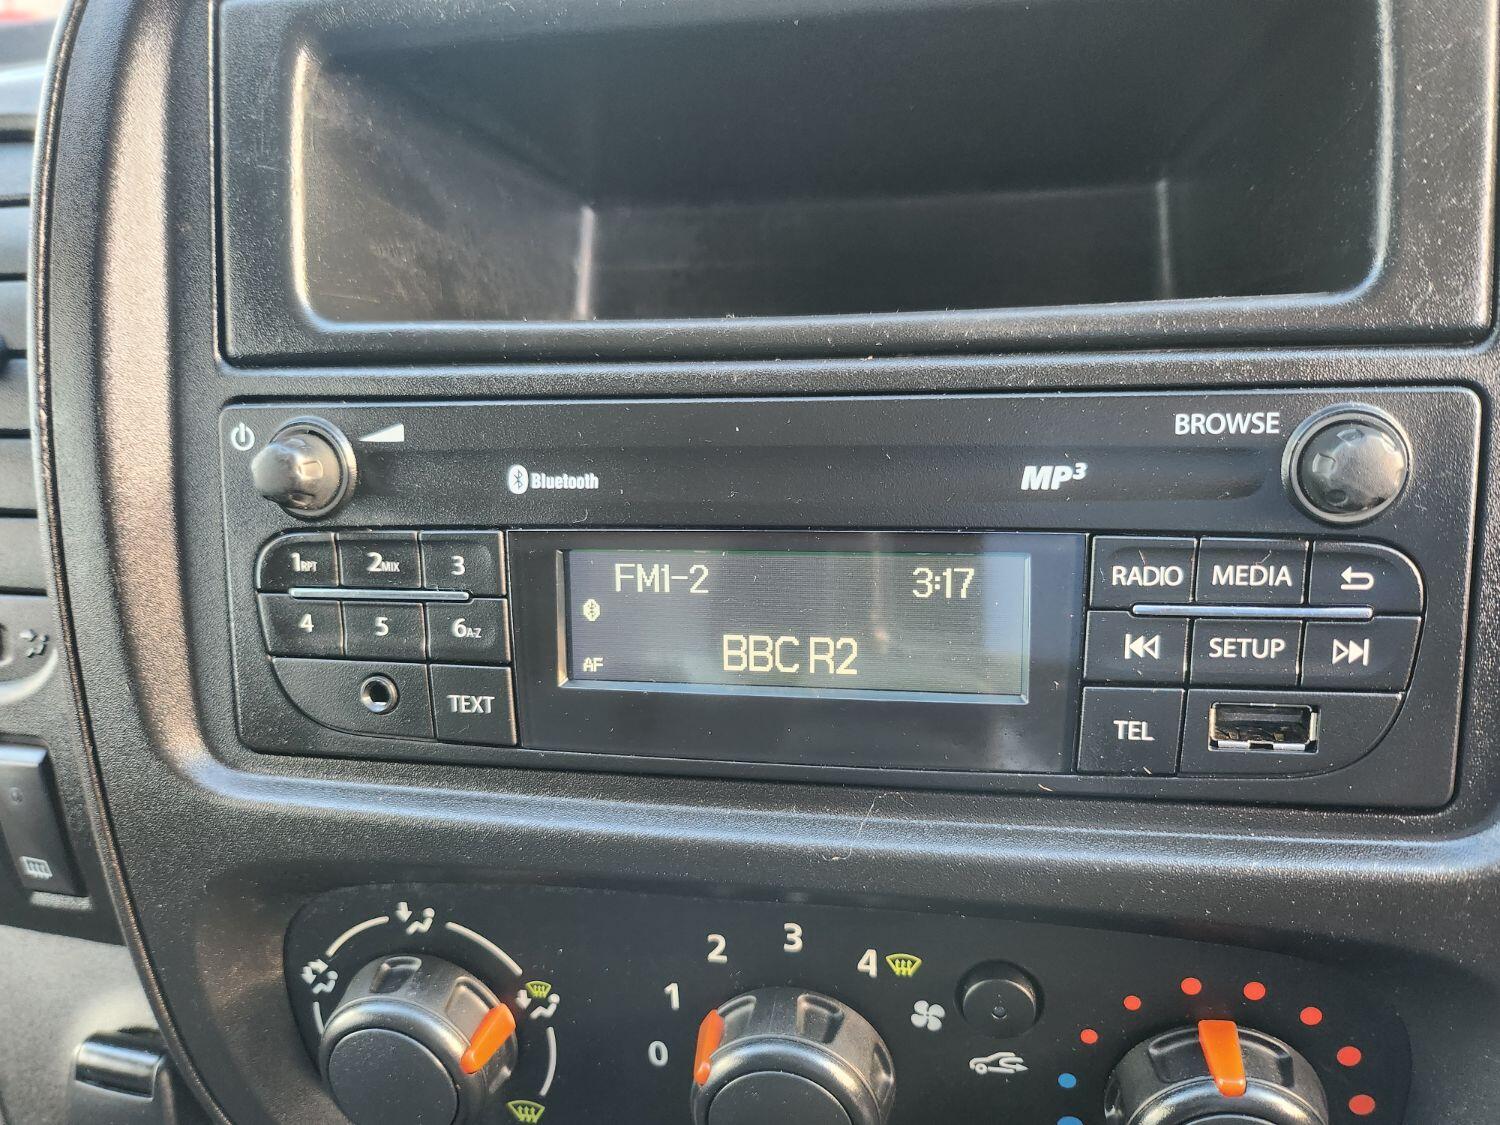 BROWSE
Bluetooth
MP3
1RPT 2MIX 3
4 5 6A-Z
TEXT
FM1-2 3:17
AF
BBC R2
RADIO MEDIA
SETUP
TEL
0 1 2 3 4